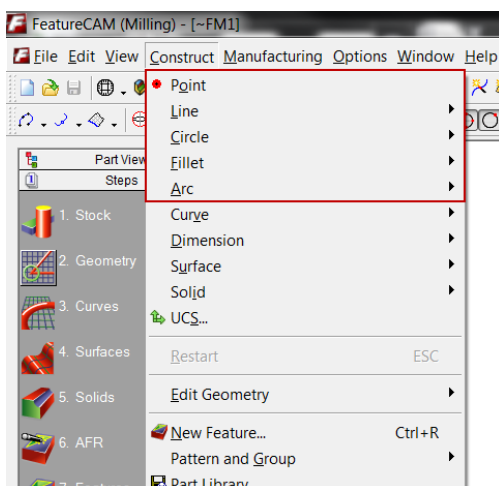 FeatureCAM (Milling) - [~FM1]
File Edit View Construct Manufacturing Options Window Help
Point
Line
Circle
Fillet
Arc
Curve
Dimension
Surface
Solid
UCS...
Restart ESC
Edit Geometry
New Feature... Ctrl+R
Pattern and Group
Part Library
Part View
Steps
1. Stock
2. Geometry
3. Curves
4. Surfaces
5. Solids
6. AFR